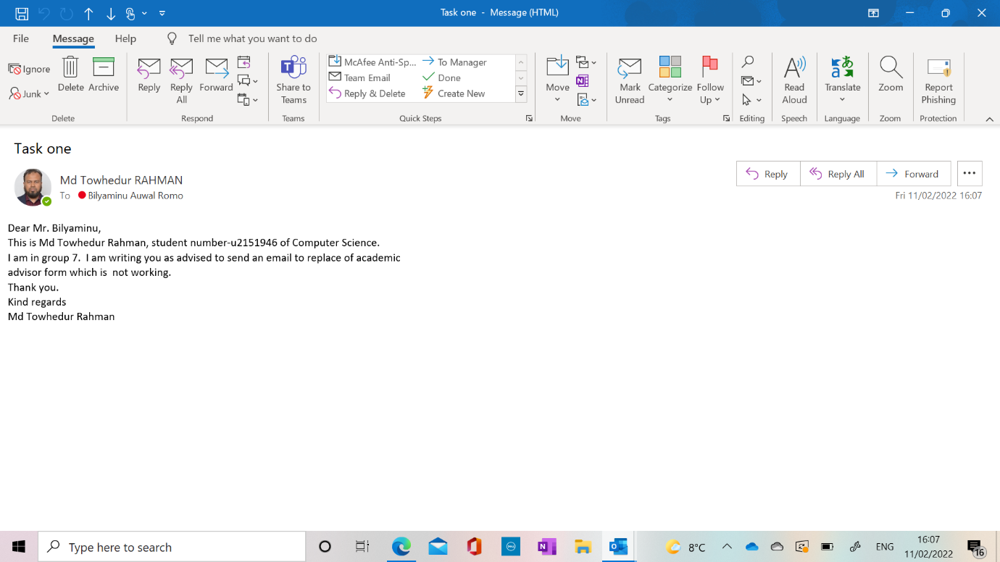 Task one - Message (HTML)
File Message Help Tell me what you want to do
Ignore
Junk
Delete
Archive
Delete
Reply
Reply All
Forward
Respond
Share to Teams
Teams
McAfee Anti-Sp... To Manager
Team Email Done
Reply & Delete Create New
Quick Steps
Move
Move
Mark Unread
Categorize
Follow Up
Tags
Editing
Read Aloud
Speech
Translate
Language
Zoom
Zoom
Report Phishing
Protection
Task one
Md Towhedur RAHMAN
To Bilyaminu Auwal Romo
Reply Reply All Forward
Fri 11/02/2022 16:07
Dear Mr. Bilyaminu,
This is Md Towhedur Rahman, student number-u2151946 of Computer Science.
I am in group 7. I am writing you as advised to send an email to replace of academic
advisor form which is not working.
Thank you.
Kind regards
Md Towhedur Rahman
Type here to search
8°C
ENG
16:07
11/02/2022
16